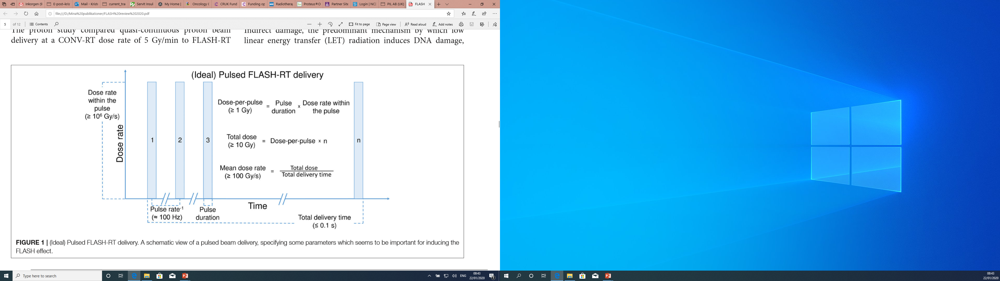 Inkorgen (9
E-post–kris
Mail - Krist
current_tra
ServIt Insul
My Home |
Oncology C
CRUK Fund
Funding op
Radiothera
Proteus®O
Partner Site
Login | NC
PIL AB (UK)
FLASH
file:///D:/Mina%20publikationer/FLASH%20review%202020.pdf
5 of 12 Contents Fit to page Page view Read aloud Add notes
The proton study compared quasi-continuous proton beam
delivery at a CONV-RT dose rate of 5 Gy/min to FLASH-RT
Indirect damage, the predominant mechanism by which low
linear energy transfer (LET) radiation induces DNA damage,
(Ideal) Pulsed FLASH-RT delivery
Dose rate
within the
pulse
(≥ 10⁶ Gy/s)
Dose rate
1
2
3
n
Dose-per-pulse
(≥ 1 Gy)
=
Pulse
duration
x
Dose rate within
the pulse
Total dose
(≥ 10 Gy)
=
Dose-per-pulse x n
Mean dose rate
(≥ 100 Gy/s)
=
Total dose
Total delivery time
Time
Pulse rate⁻¹
(≈ 100 Hz)
Pulse
duration
Total delivery time
(≤ 0.1 s)
FIGURE 1 | (Ideal) Pulsed FLASH-RT delivery. A schematic view of a pulsed beam delivery, specifying some parameters which seems to be important for inducing the
FLASH effect.
Type here to search
ENG
08:43
22/01/2020
1
08:43
22/01/2020